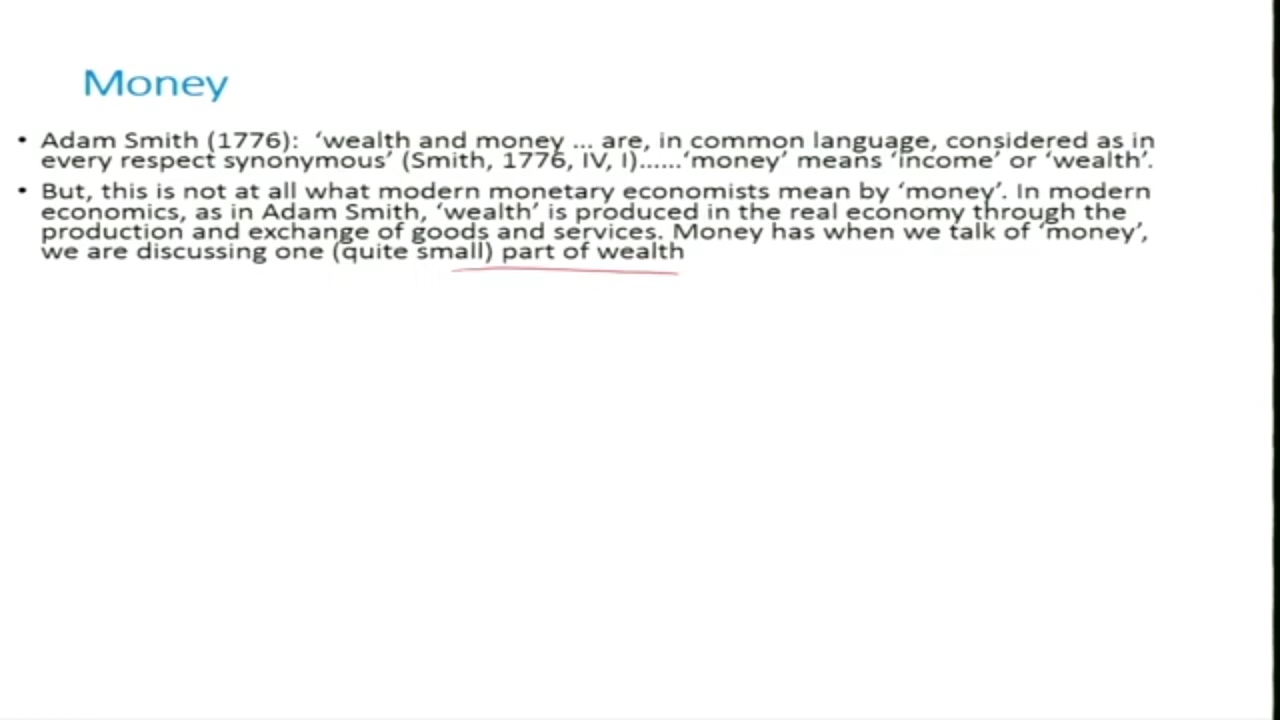 Money
• Adam Smith (1776):  ‘wealth and money ... are, in common language, considered as in
every respect synonymous’ (Smith, 1776, IV, I)......‘money’ means ‘income’ or ‘wealth’.
• But, this is not at all what modern monetary economists mean by ‘money’. In modern
economics, as in Adam Smith, ‘wealth’ is produced in the real economy through the
production and exchange of goods and services. Money has when we talk of ‘money’,
we are discussing one (quite small) part of wealth